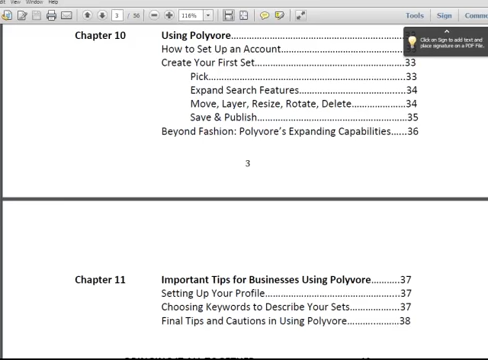 View Window Help
3 / 50 116% Tools Sign
Click on Sign to add text and
place signature on a PDF File.
Chapter 10 Using Polyvore
How to Set Up an Account
Create Your First Set 33
Pick 33
Expand Search Features 34
Move, Layer, Resize, Rotate, Delete 34
Save & Publish 35
Beyond Fashion: Polyvore's Expanding Capabilities 36
3
Chapter 11 Important Tips for Businesses Using Polyvore 37
Setting Up Your Profile 37
Choosing Keywords to Describe Your Sets 37
Final Tips and Cautions in Using Polyvore 38